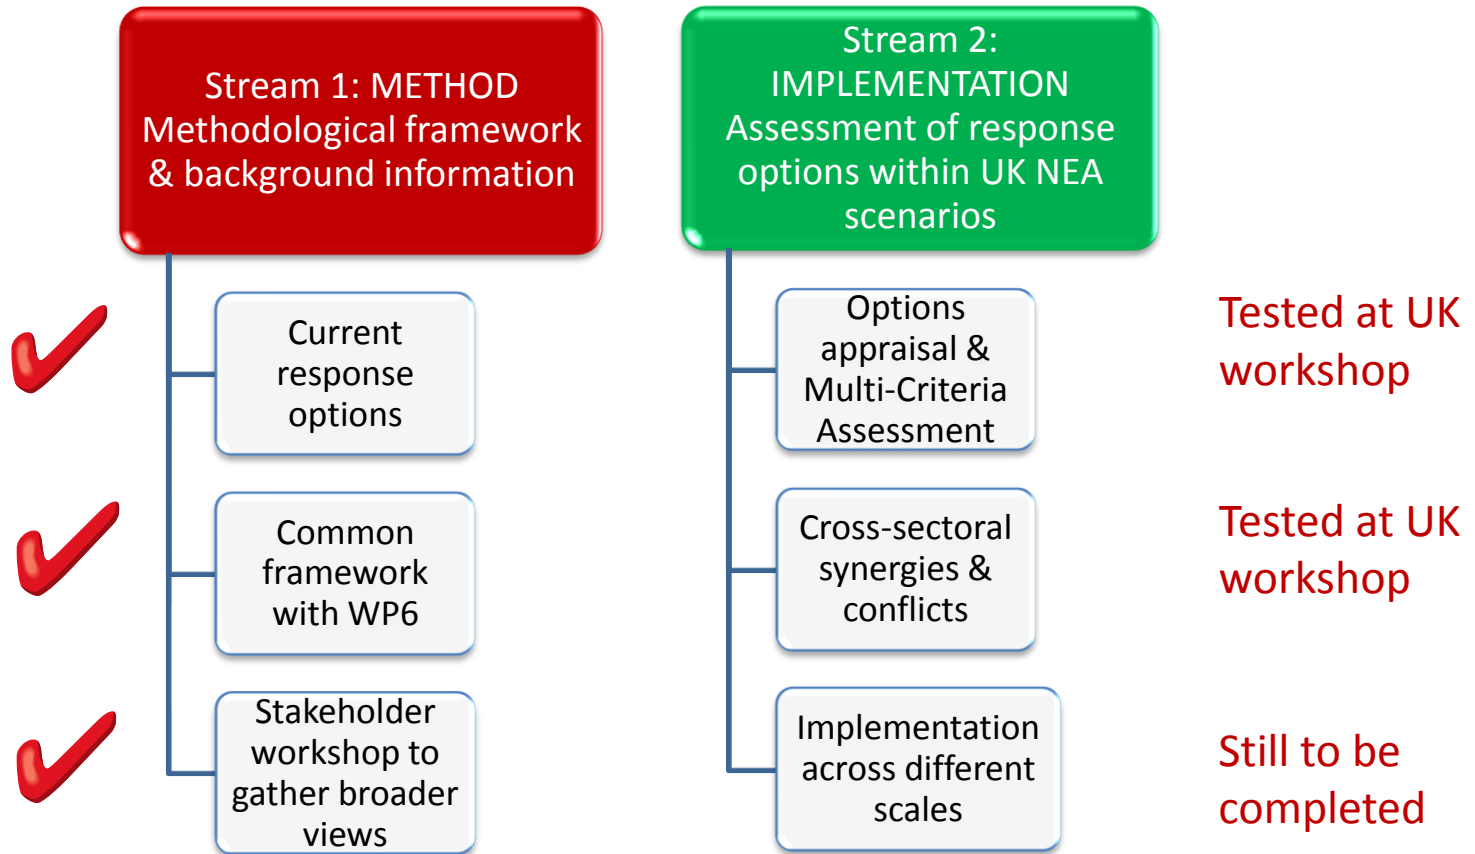 Stream 1: METHOD
Methodological framework
& background information
Current
response
options
Common
framework
with WP6
Stakeholder
workshop to
gather broader
views
Stream 2:
IMPLEMENTATION
Assessment of response
options within UK NEA
scenarios
Options
appraisal &
Multi-Criteria
Assessment
Tested at UK
workshop
Cross-sectoral
synergies &
conflicts
Tested at UK
workshop
Implementation
across different
scales
Still to be
completed